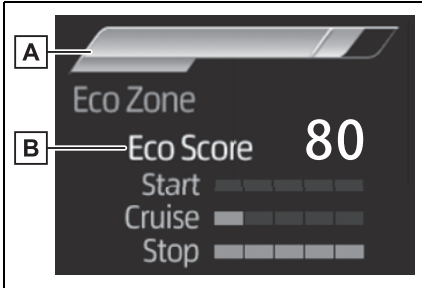 A
Eco Zone
B
Eco Score 80
Start
Cruise
Stop